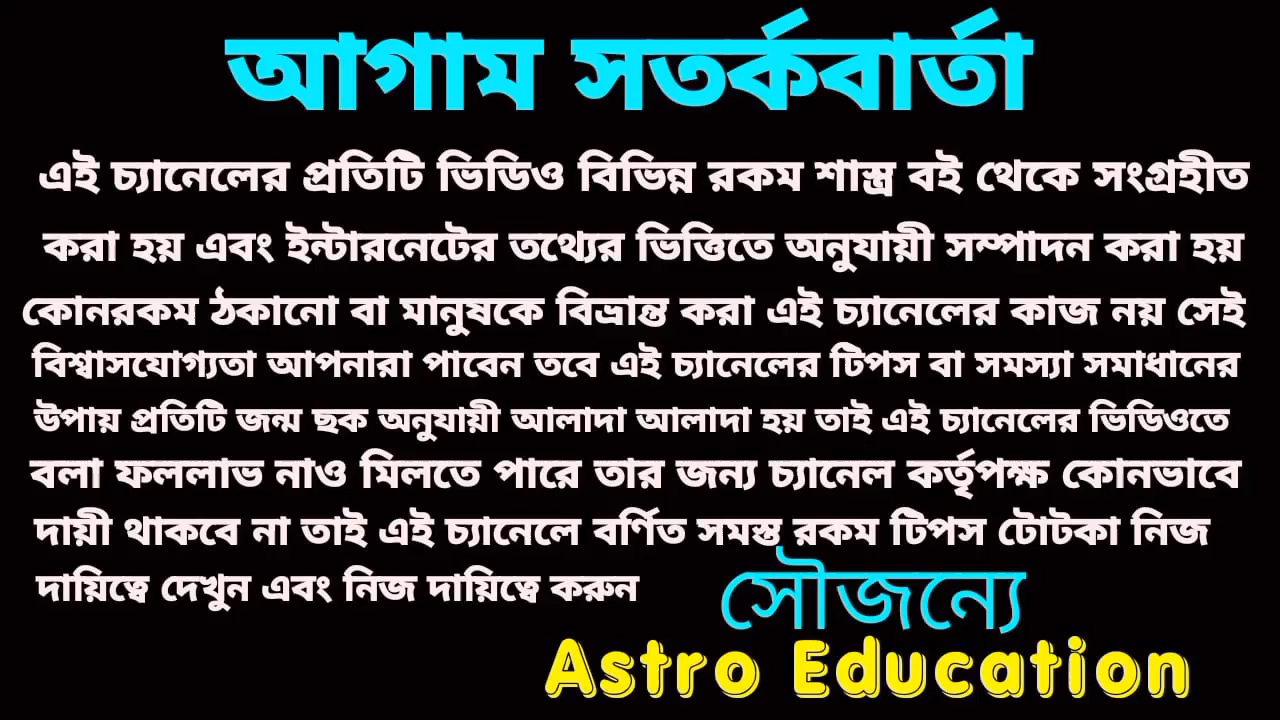 আগাম সতর্কবার্তা
এই চ্যানেলের প্রতিটি ভিডিও বিভিন্ন রকম শাস্ত্র বই থেকে সংগ্রহীত
করা হয় এবং ইন্টারনেটের তথ্যের ভিত্তিতে অনুযায়ী সম্পাদন করা হয়
কোনরকম ঠকানো বা মানুষকে বিভ্রান্ত করা এই চ্যানেলের কাজ নয় সেই
বিশ্বাসযোগ্যতা আপনারা পাবেন তবে এই চ্যানেলের টিপস বা সমস্যা সমাধানের
উপায় প্রতিটি জন্ম ছক অনুযায়ী আলাদা আলাদা হয় তাই এই চ্যানেলের ভিডিওতে
বলা ফললাভ নাও মিলতে পারে তার জন্য চ্যানেল কর্তৃপক্ষ কোনভাবে
দায়ী থাকবে না তাই এই চ্যানেলে বর্ণিত সমস্ত রকম টিপস টোটকা নিজ
দায়িত্বে দেখুন এবং নিজ দায়িত্বে করুন
সৌজন্যে
Astro Education